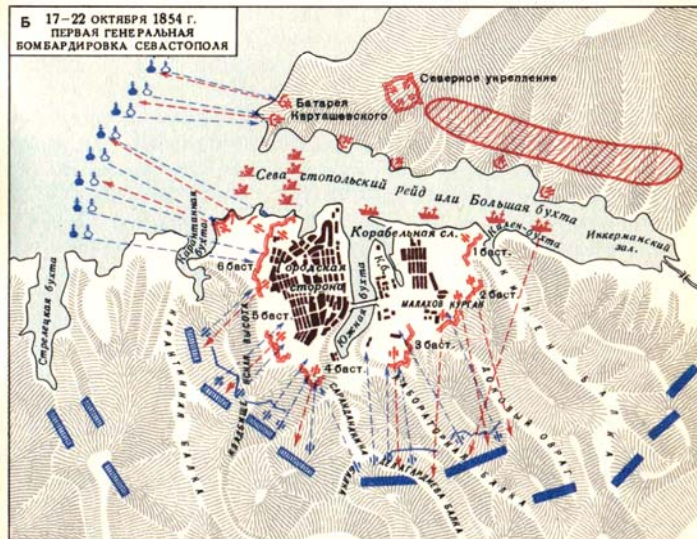 Б 17–22 ОКТЯБРЯ 1854 Г.
ПЕРВАЯ ГЕНЕРАЛЬНАЯ
БОМБАРДИРОВКА СЕВАСТОПОЛЯ
Северное укрепление
Батарея
Карташевского
Севастопольский рейд или Большая бухта
Инкерманский
зал.
Килен-бухта
Карантинная
бухта
Корабельная сл.
Стрелецкая бухта
6 баст.
Городская
сторона
Южная бухта
К.б.
1 баст.
2 баст.
МАЛАХОВ КУРГАН
5 баст.
4 баст.
3 баст.
КИЛЕН-БАЛКА
КАРАНТИННАЯ БАЛКА
ДОКОВЫЙ ОВРАГ
ЛАБОРАТОРНАЯ БАЛКА
ДЕЛАГАРДИЕВА БАЛКА